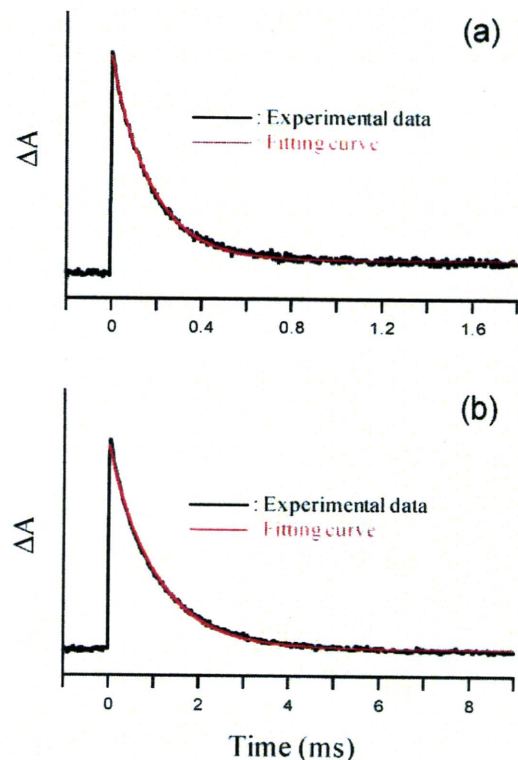 (a)
ΔA
: Experimental data
: Fitting curve
0 0.4 0.8 1.2 1.6
(b)
ΔA
: Experimental data
Fitting curve
0 2 4 6 8
Time (ms)